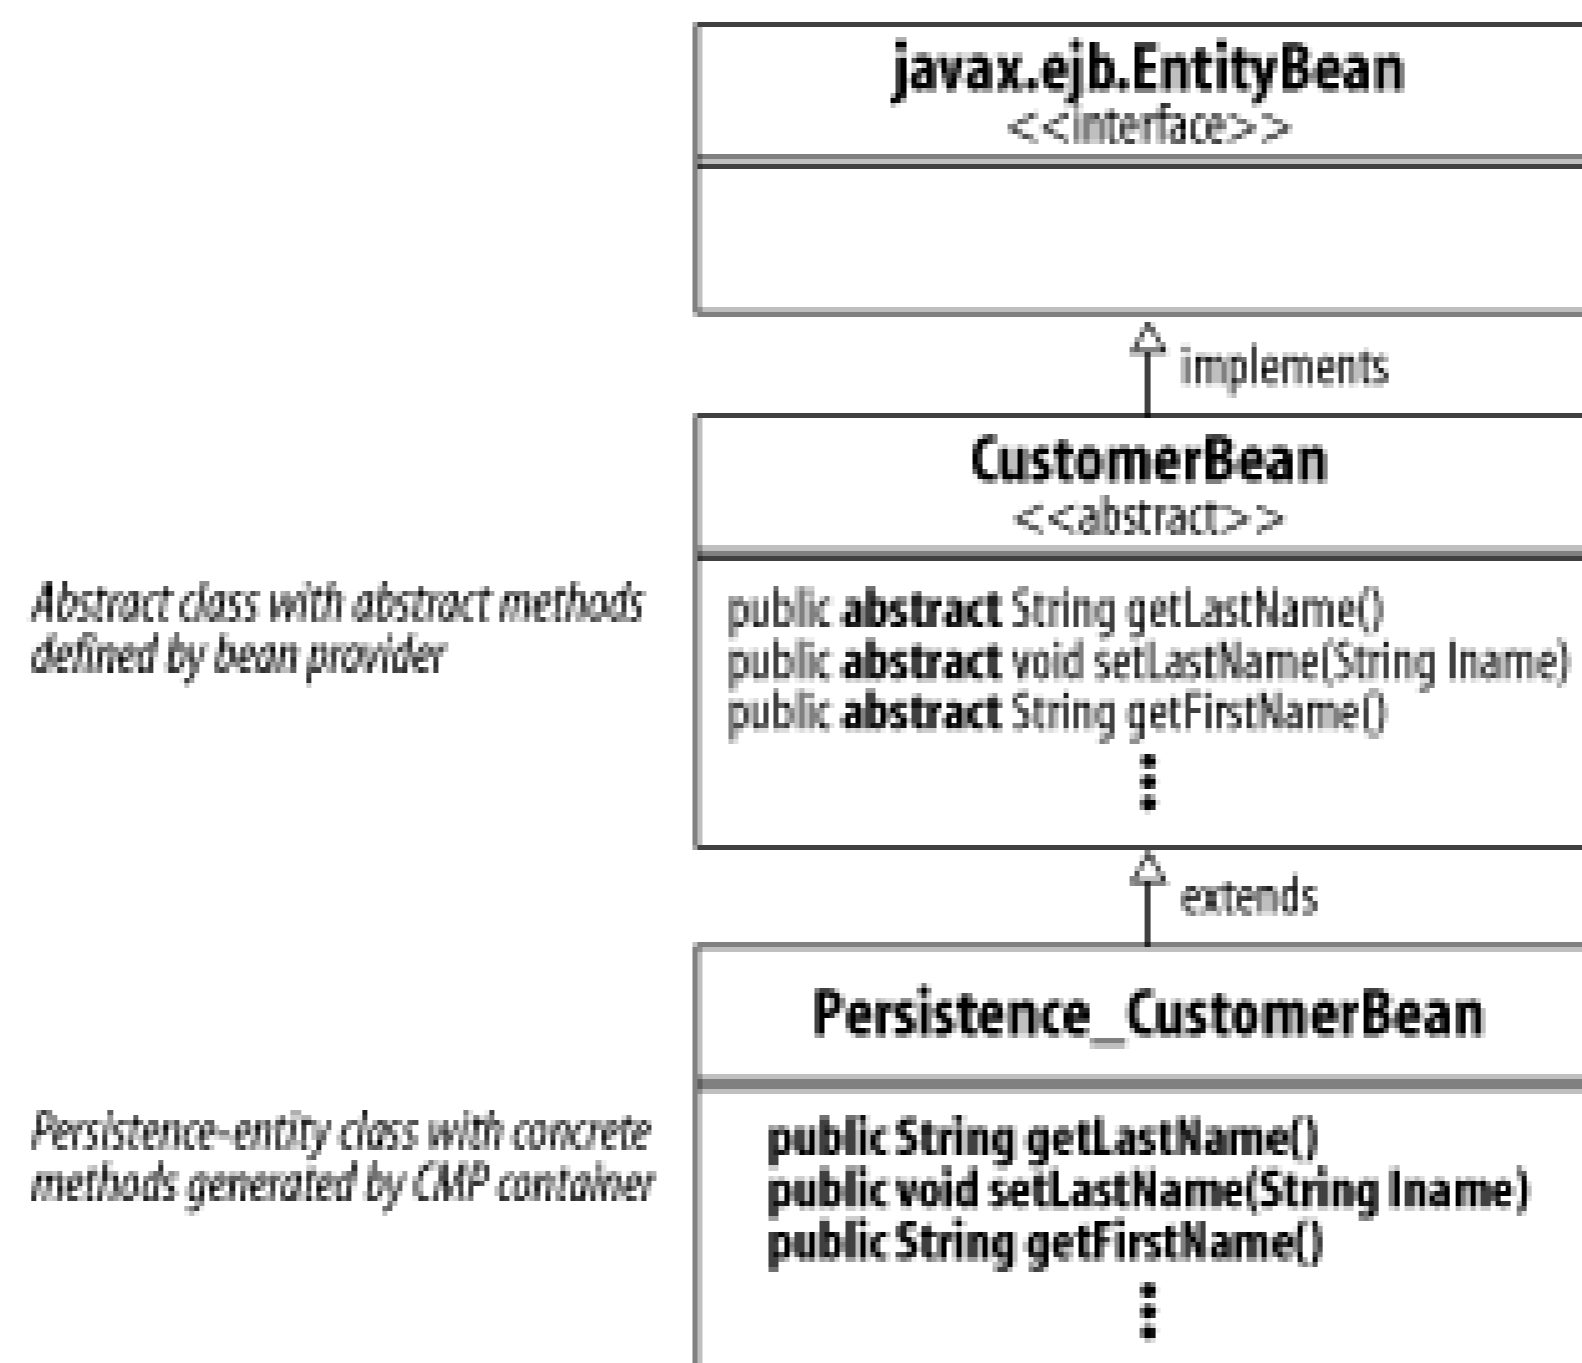 javax.ejb.EntityBean
<<interface>>
implements
CustomerBean
<<abstract>>
Abstract class with abstract methods
defined by bean provider
public abstract String getLastName()
public abstract void setLastName(String lname)
public abstract String getFirstName()
extends
Persistence_CustomerBean
Persistence-entity class with concrete
methods generated by CMP container
public String getLastName()
public void setLastName(String lname)
public String getFirstName()